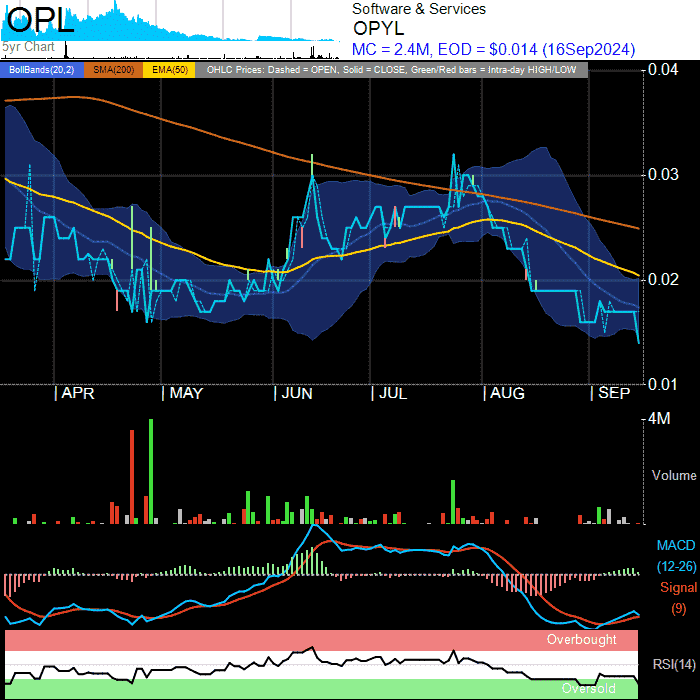 OPL
5yr Chart
Software & Services
OPYL
MC = 2.4M, EOD = $0.014 (16Sep2024)
BollBands(20,2) SMA(200) EMA(50) OHLC Prices: Dashed = OPEN, Solid = CLOSE, Green/Red bars = Intra-day HIGH/LOW
0.04
0.03
0.02
0.01
| APR | MAY | JUN | JUL | AUG | SEP
4M
Volume
MACD
(12-26)
Signal
(9)
Overbought
RSI(14)
Oversold